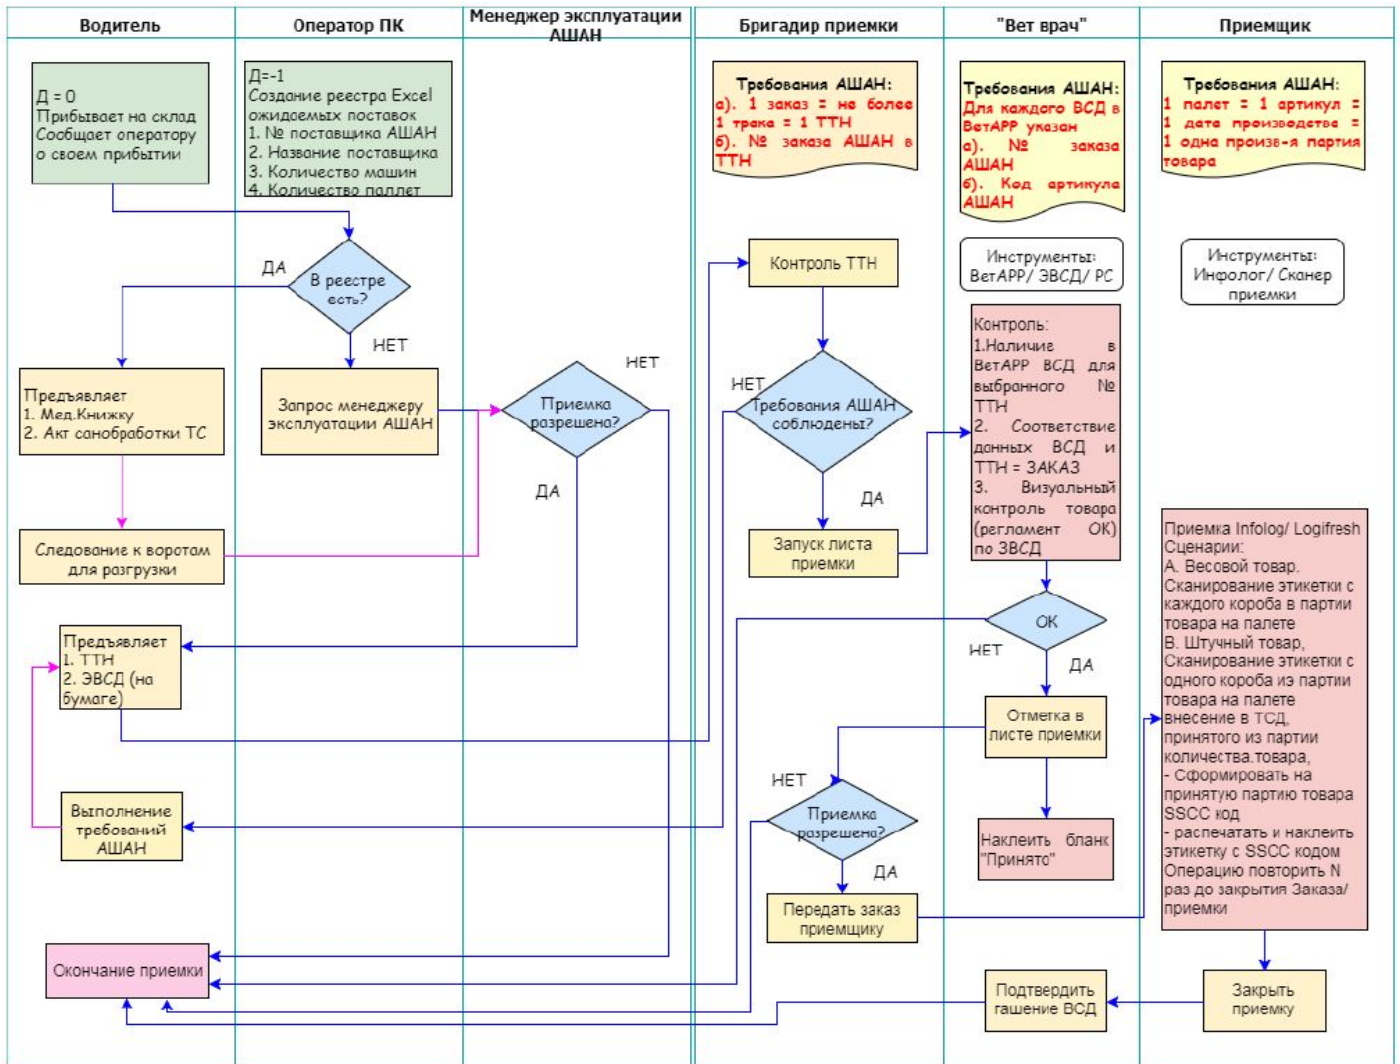 Водитель
Оператор ПК
Менеджер эксплуатации
АШАН
Бригадир приемки
"Вет врач"
Приемщик
Д = 0
Прибывает на склад
Сообщает оператору
о своем прибытии
Д=-1
Создание реестра Excel
ожидаемых поставок
1. № поставщика АШАН
2. Название поставщика
3. Количество машин
4. Количество паллет
Требования АШАН:
а). 1 заказ = не более
1 трака = 1 ТТН
б). № заказа АШАН в
ТТН
Требования АШАН:
Для каждого ВСД в
ВетАРР указан
а). № заказа
АШАН
б). Код артикула
АШАН
Требования АШАН:
1 палет = 1 артикул =
1 дата производства =
1 одна произв-я партия
товара
ДА
В реестре
есть?
НЕТ
Контроль ТТН
Инструменты:
ВетАРР/ ЭВСД/ РС
Инструменты:
Инфолог/ Сканер
приемки
Предъявляет
1. Мед.Книжку
2. Акт санобработки ТС
Запрос менеджеру
эксплуатации АШАН
НЕТ
Приемка
разрешена?
ДА
НЕТ
Требования АШАН
соблюдены?
ДА
Контроль:
1.Наличие в
ВетАРР ВСД для
выбранного №
ТТН
2. Соответствие
данных ВСД и
ТТН = ЗАКАЗ
3. Визуальный
контроль товара
(регламент ОК)
по ЭВСД
Следование к воротам
для разгрузки
Запуск листа
приемки
Приемка Infolog/ Logifresh
Сценарии:
А. Весовой товар.
Сканирование этикетки с
каждого короба в партии
товара на палете
В. Штучный товар,
Сканирование этикетки с
одного короба из партии
товара на палете
внесение в ТСД,
принятого из партии
количества.товара,
- Сформировать на
принятую партию товара
SSCC код
- распечатать и наклеить
этикетку с SSCC кодом
Операцию повторить N
раз до закрытия Заказа/
приемки
Предъявляет
1. ТТН
2. ЭВСД (на
бумаге)
ОК
НЕТ
ДА
Отметка в
листе приемки
Выполнение
требований
АШАН
НЕТ
Приемка
разрешена?
ДА
Наклеить бланк
"Принято"
Передать заказ
приемщику
Окончание приемки
Подтвердить
гашение ВСД
Закрыть
приемку